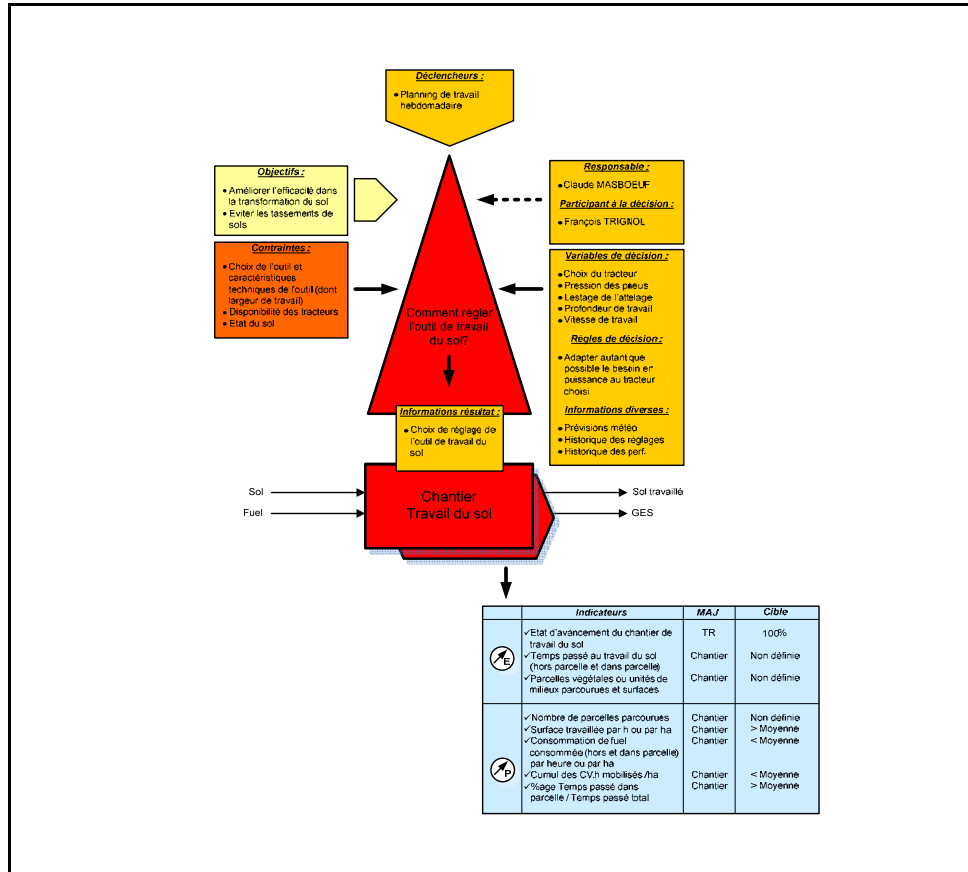 Déclencheurs :
• Planning de travail
hebdomadaire
Objectifs :
• Améliorer l'efficacité dans
la transformation du sol
• Eviter les tassements de
sols
Contraintes :
• Choix de l'outil et
caractéristiques
techniques de l'outil (dont
largeur de travail)
• Disponibilité des tracteurs
• Etat du sol
Responsable :
• Claude MASBOEUF
Participant à la décision :
• François TRIGNOL
Variables de décision :
• Choix du tracteur
• Pression des pneus
• Lestage de l'attelage
• Profondeur de travail
• Vitesse de travail
Règles de décision :
• Adapter autant que
possible le besoin en
puissance au tracteur
choisi
Informations diverses :
• Prévisions météo
• Historique des réglages
• Historique des perf.
Comment régler
l'outil de travail
du sol?
Informations résultat :
• Choix de réglage de
l'outil de travail du
sol
Chantier
Travail du sol
Sol
Fuel
Sol travaillé
GES
Indicateurs MAJ Cible
E
✓Etat d'avancement du chantier de TR 100%
travail du sol
✓Temps passé au travail du sol Chantier Non définie
(hors parcelle et dans parcelle)
✓Parcelles végétales ou unités de Chantier Non définie
milieux parcourues et surfaces
P
✓Nombre de parcelles parcourues Chantier Non définie
✓Surface travaillée par h ou par ha Chantier > Moyenne
✓Consommation de fuel Chantier < Moyenne
consommée (hors et dans parcelle)
par heure ou par ha
✓Cumul des CV.h mobilisés /ha Chantier < Moyenne
✓%age Temps passé dans Chantier > Moyenne
parcelle / Temps passé total